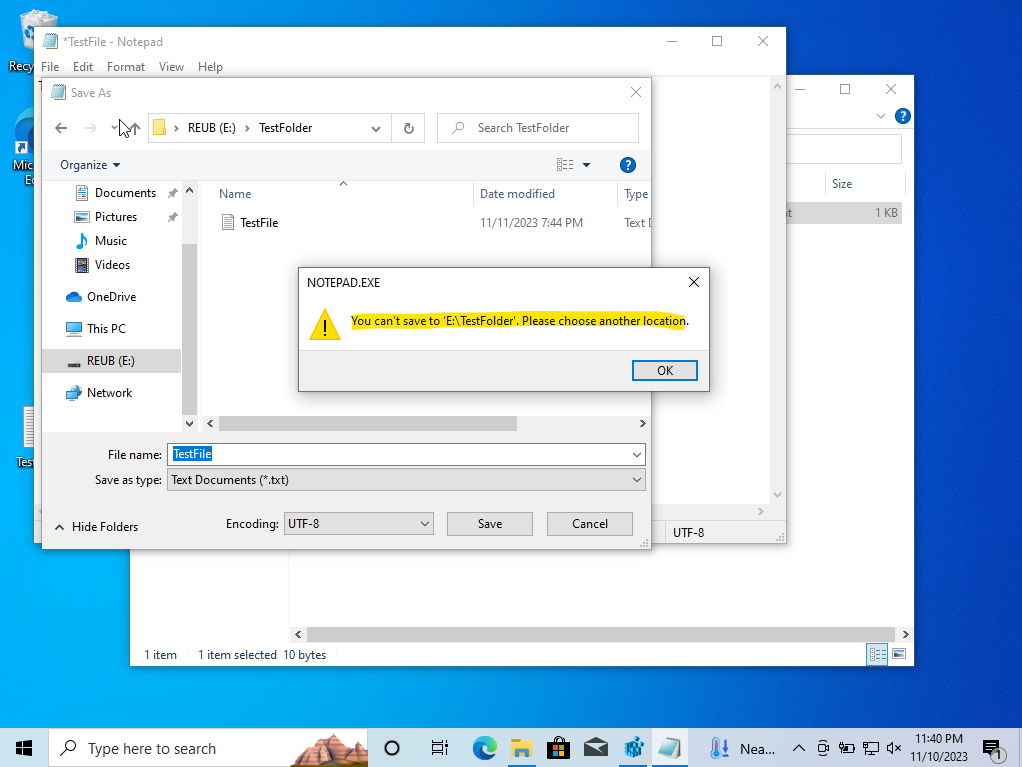 Recy
*TestFile - Notepad
File Edit Format View Help
Save As
REUB (E:) TestFolder
Search TestFolder
Organize
Mic
Name Date modified Type
Size
Documents
TestFile 11/11/2023 7:44 PM Text
1 KB
Pictures
Music
Videos
NOTEPAD.EXE
OneDrive
You can't save to 'E:\TestFolder'. Please choose another location.
This PC
REUB (E:)
OK
Network
File name: TestFile
Test
Save as type: Text Documents (*.txt)
Hide Folders
Encoding: UTF-8
Save Cancel
UTF-8
1 item 1 item selected 10 bytes
Type here to search
Nea...
11:40 PM
11/10/2023
1